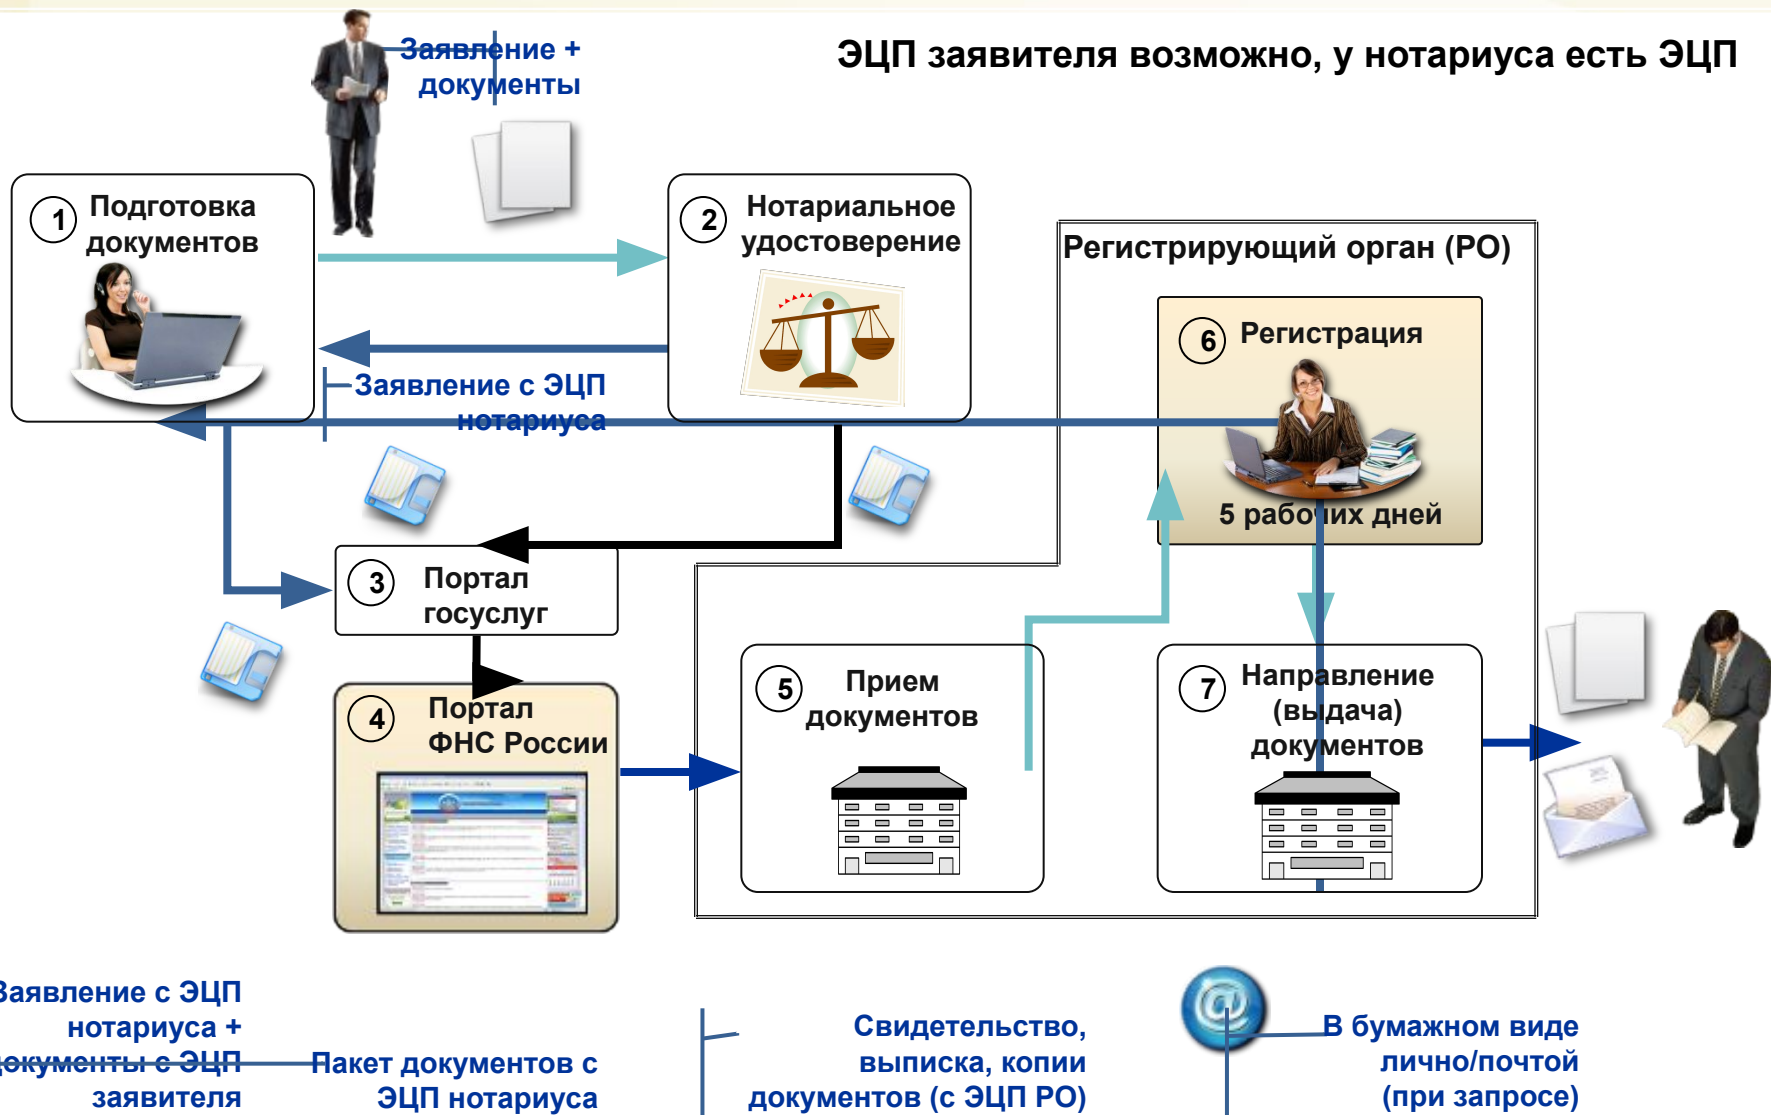 Заявление +
документы
ЭЦП заявителя возможно, у нотариуса есть ЭЦП
1
Подготовка
документов
2
Нотариальное
удостоверение
Регистрирующий орган (РО)
6
Регистрация
5 рабочих дней
Заявление с ЭЦП
нотариуса
3
Портал
госуслуг
4
Портал
ФНС России
5
Прием
документов
7
Направление
(выдача)
документов
Заявление с ЭЦП
нотариуса +
документы с ЭЦП
заявителя
Пакет документов с
ЭЦП нотариуса
Свидетельство,
выписка, копии
документов (с ЭЦП РО)
@
В бумажном виде
лично/почтой
(при запросе)